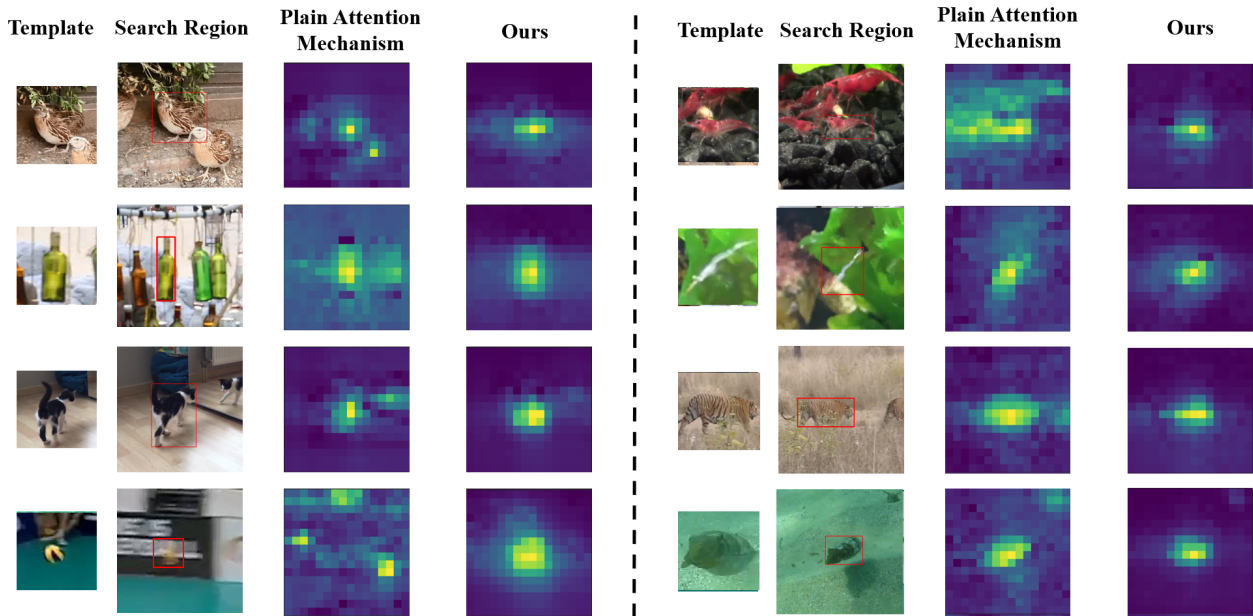 Template
Search Region
Plain Attention
Mechanism
Ours
Template
Search Region
Plain Attention
Mechanism
Ours